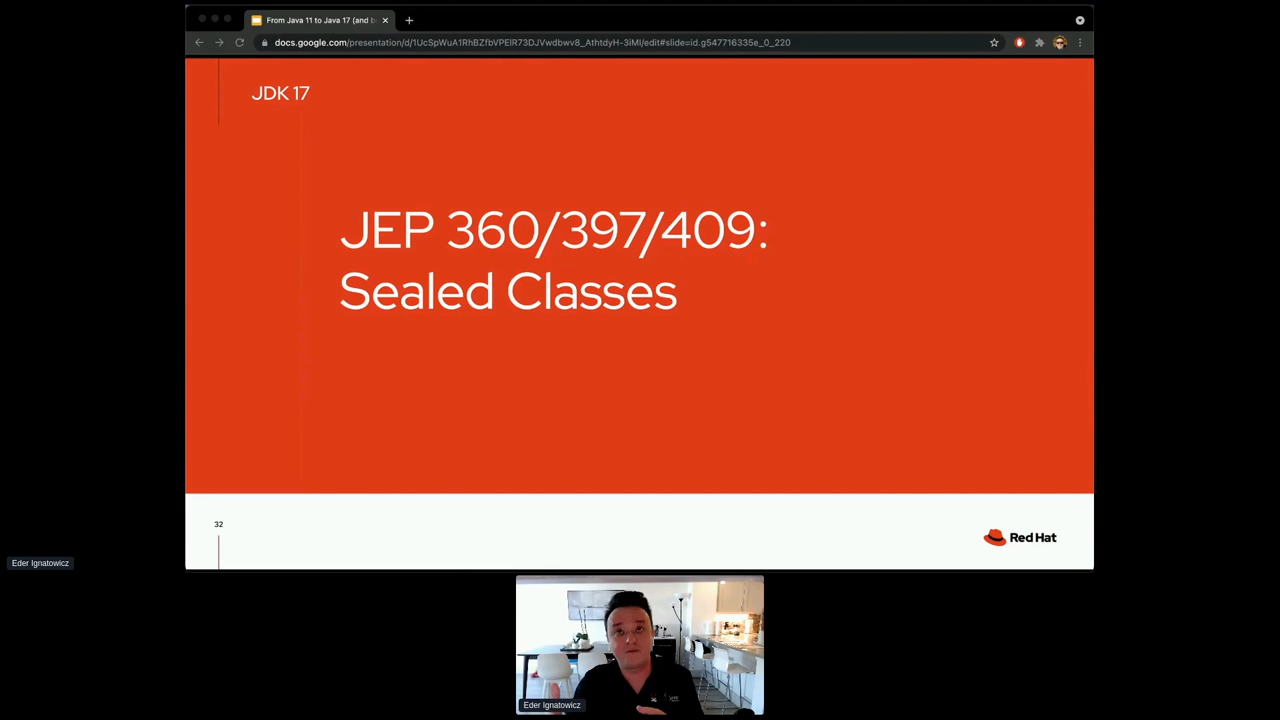 From Java 11 to Java 17 (and b
docs.google.com/presentation/d/1UcSpWuA1RhBZfbVPElR73DJVwdbwv8_AthtdyH-3iMI/edit#slide=id.g547716335e_0_220
JDK 17
JEP 360/397/409:
Sealed Classes
32
Red Hat
Eder Ignatowicz
Eder Ignatowicz